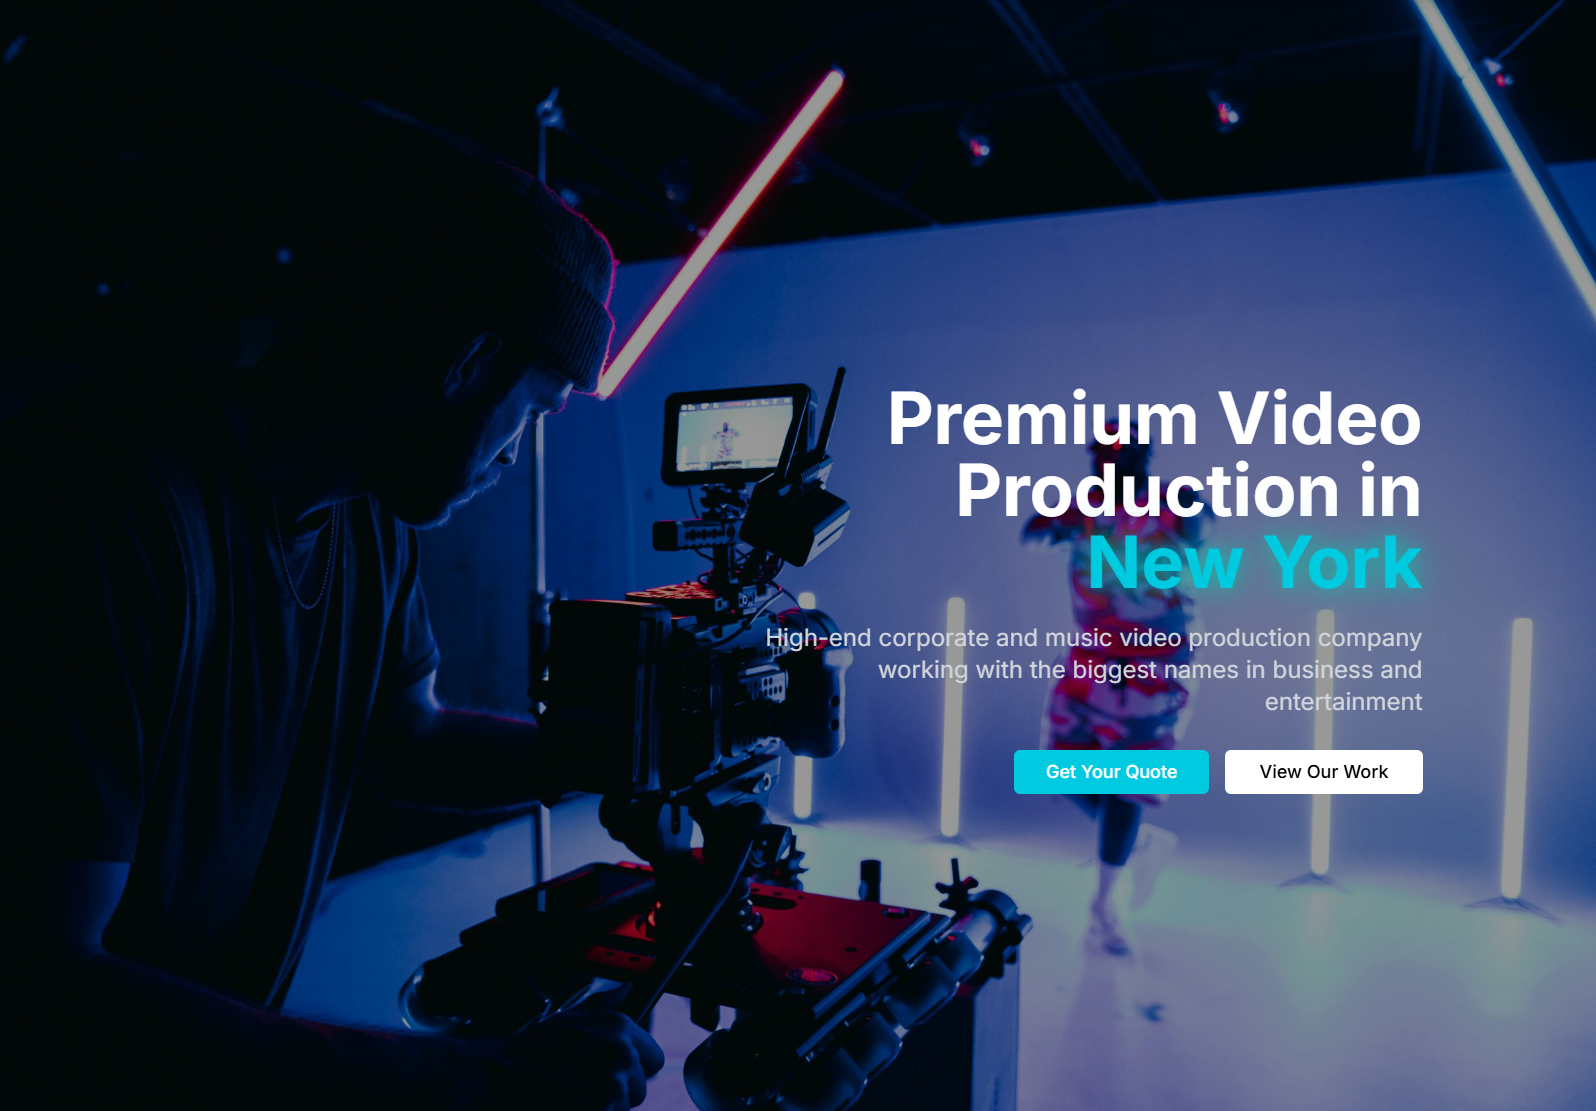 Premium Video
Production in
New York
High-end corporate and music video production company
working with the biggest names in business and
entertainment
Get Your Quote
View Our Work